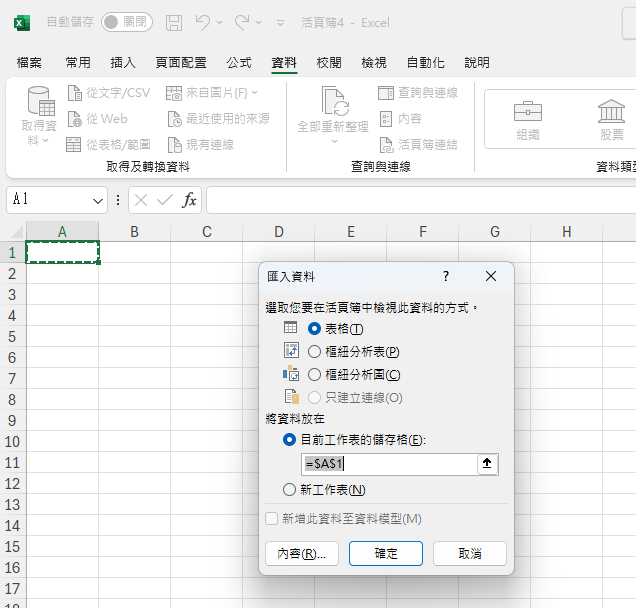 自動儲存 關閉 活頁簿4 - Excel
檔案 常用 插入 頁面配置 公式 資料 校閱 檢視 自動化 說明
取得資料
從文字/CSV
從 Web
從表格/範圍
來自圖片(F)
最近使用的來源
現有連線
取得及轉換資料
全部重新整理
查詢與連線
內容
活頁簿連結
查詢與連線
組織
股票
資料類型
A1 fx
A B C D E F G H
1
2
3
4
5
6
7
8
9
10
11
12
13
14
15
16
17
18
匯入資料 ?
選取您要在活頁簿中檢視此資料的方式。
表格(T)
樞紐分析表(P)
樞紐分析圖(C)
只建立連線(O)
將資料放在
目前工作表的儲存格(E):
=$A$1
新工作表(N)
新增此資料至資料模型(M)
內容(R)... 確定 取消